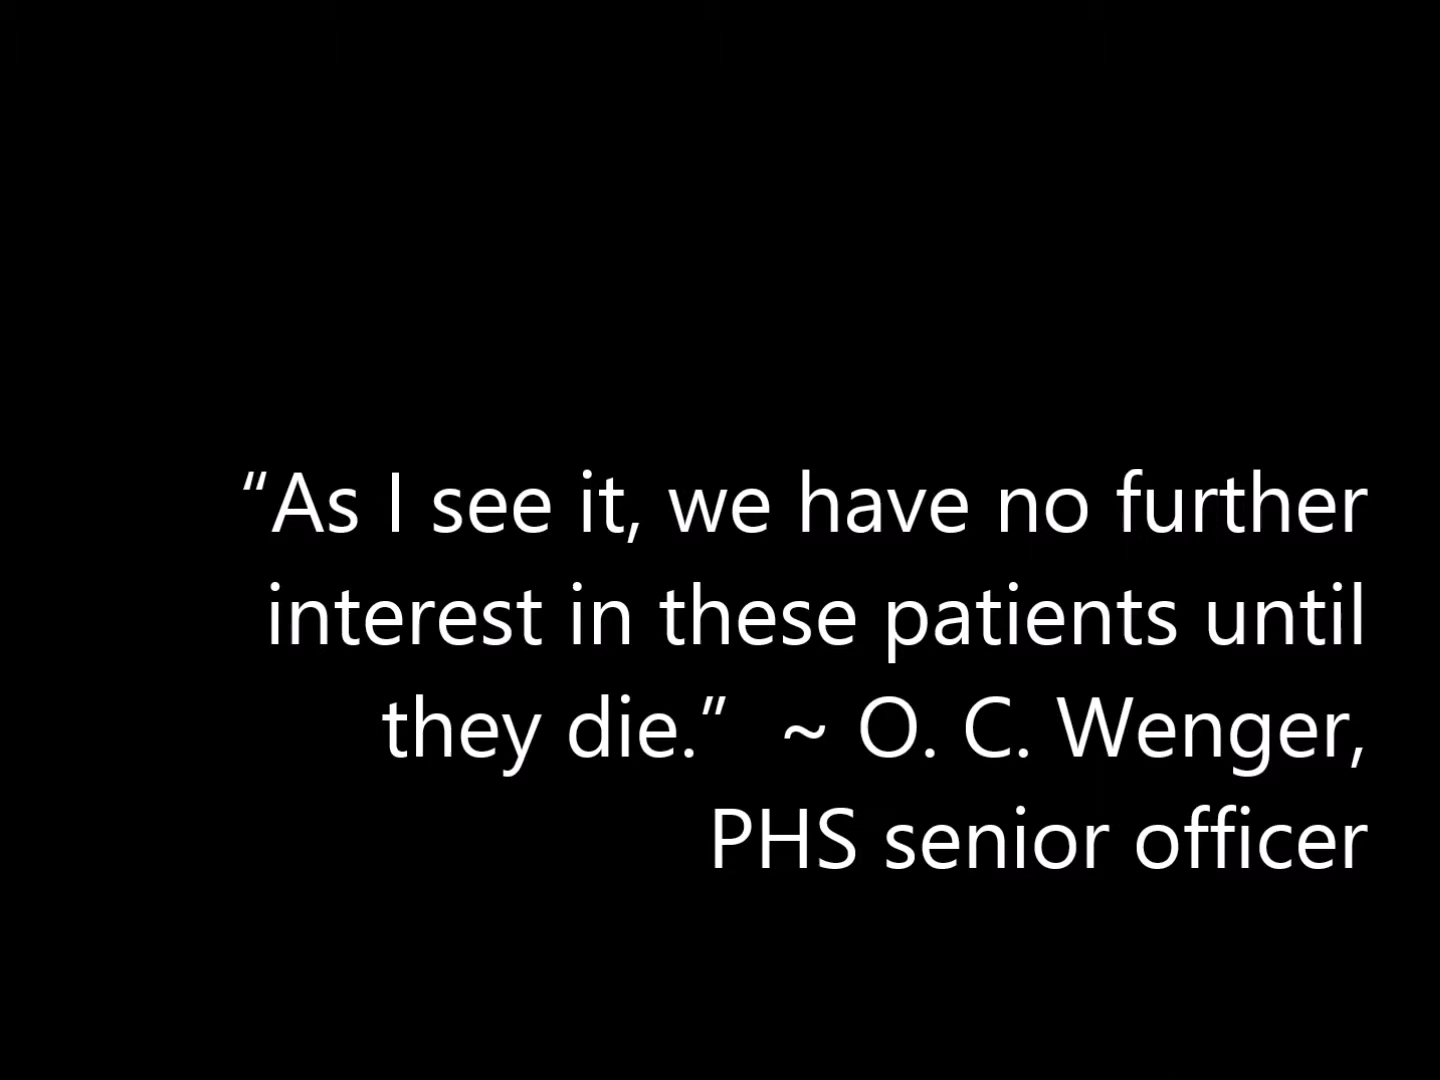 “As I see it, we have no further
interest in these patients until
they die.”  ~ O. C. Wenger,
PHS senior officer